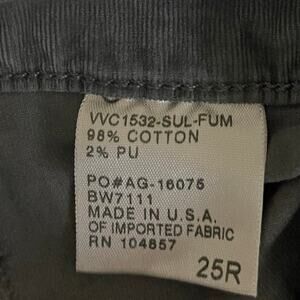 VVC1532-SUL-FUM
98% COTTON
2% PU
PO#AG-16075
BW7111
MADE IN U.S.A.
OF IMPORTED FABRIC
RN 104857
25R